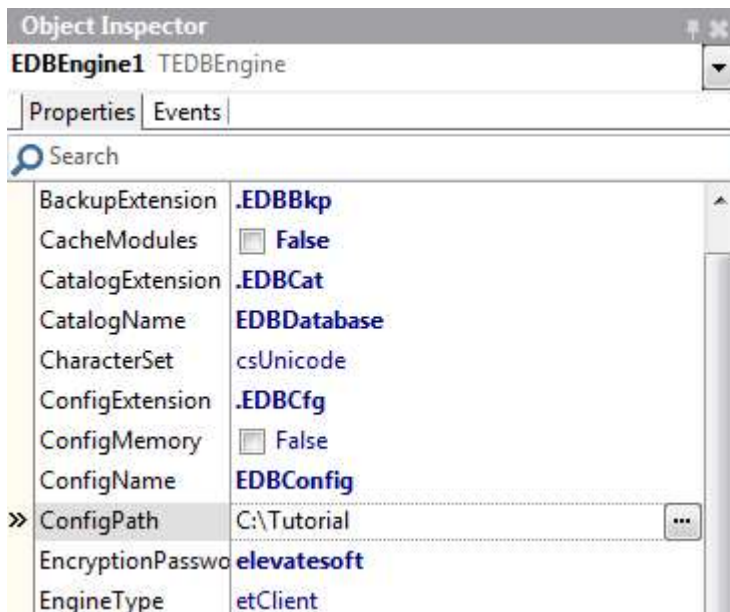 Object Inspector
EDBEngine1 TEDBEngine
Properties Events
Search
BackupExtension .EDBBkp
CacheModules False
CatalogExtension .EDBCat
CatalogName EDBDatabase
CharacterSet csUnicode
ConfigExtension .EDBCfg
ConfigMemory False
ConfigName EDBConfig
» ConfigPath C:\Tutorial ...
EncryptionPasswo elevatesoft
EngineType etClient